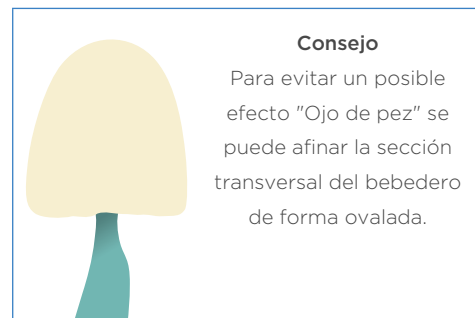 Consejo
Para evitar un posible
efecto "Ojo de pez" se
puede afinar la sección
transversal del bebedero
de forma ovalada.